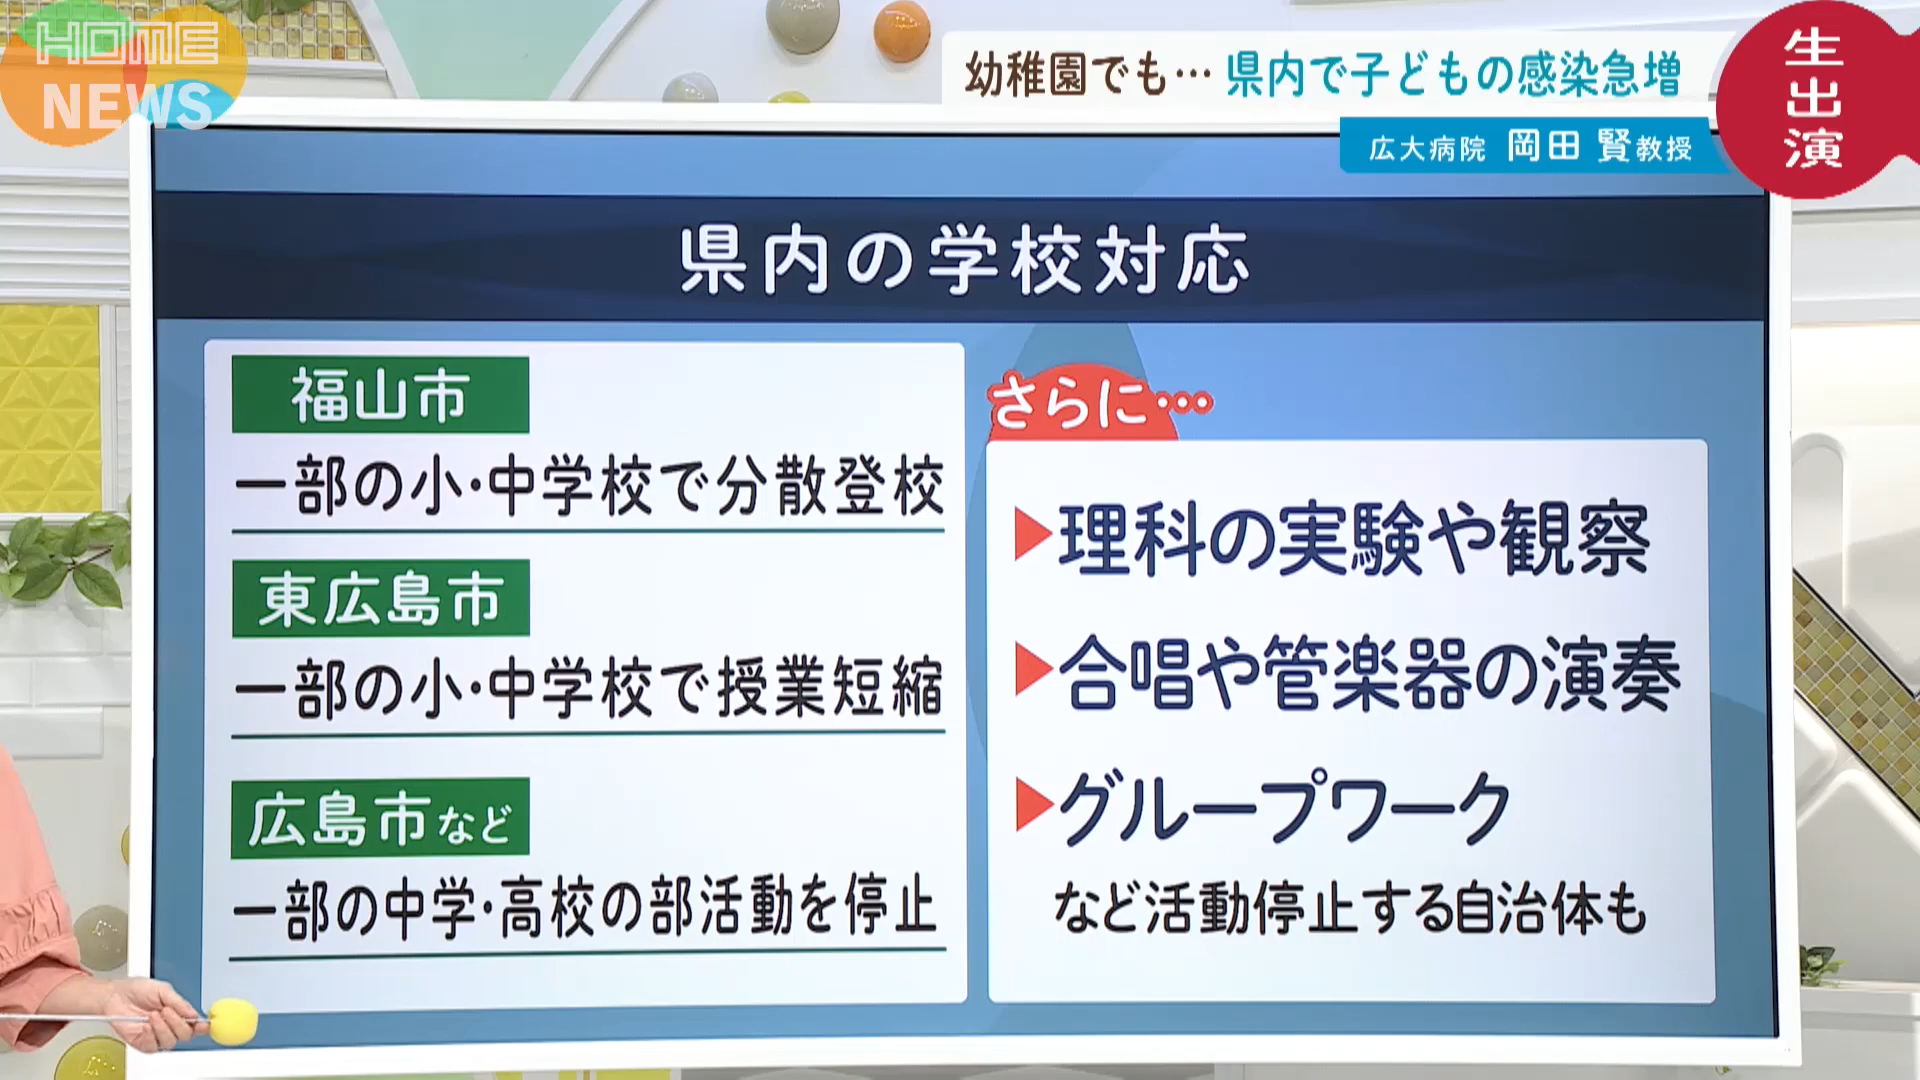 HOME
NEWS
幼稚園でも… 県内で子どもの感染急増
生出演
広大病院 岡田 賢教授
県内の学校対応
福山市
一部の小・中学校で分散登校
東広島市
一部の小・中学校で授業短縮
広島市など
一部の中学・高校の部活動を停止
さらに…
▶理科の実験や観察
▶合唱や管楽器の演奏
▶グループワーク
など活動停止する自治体も